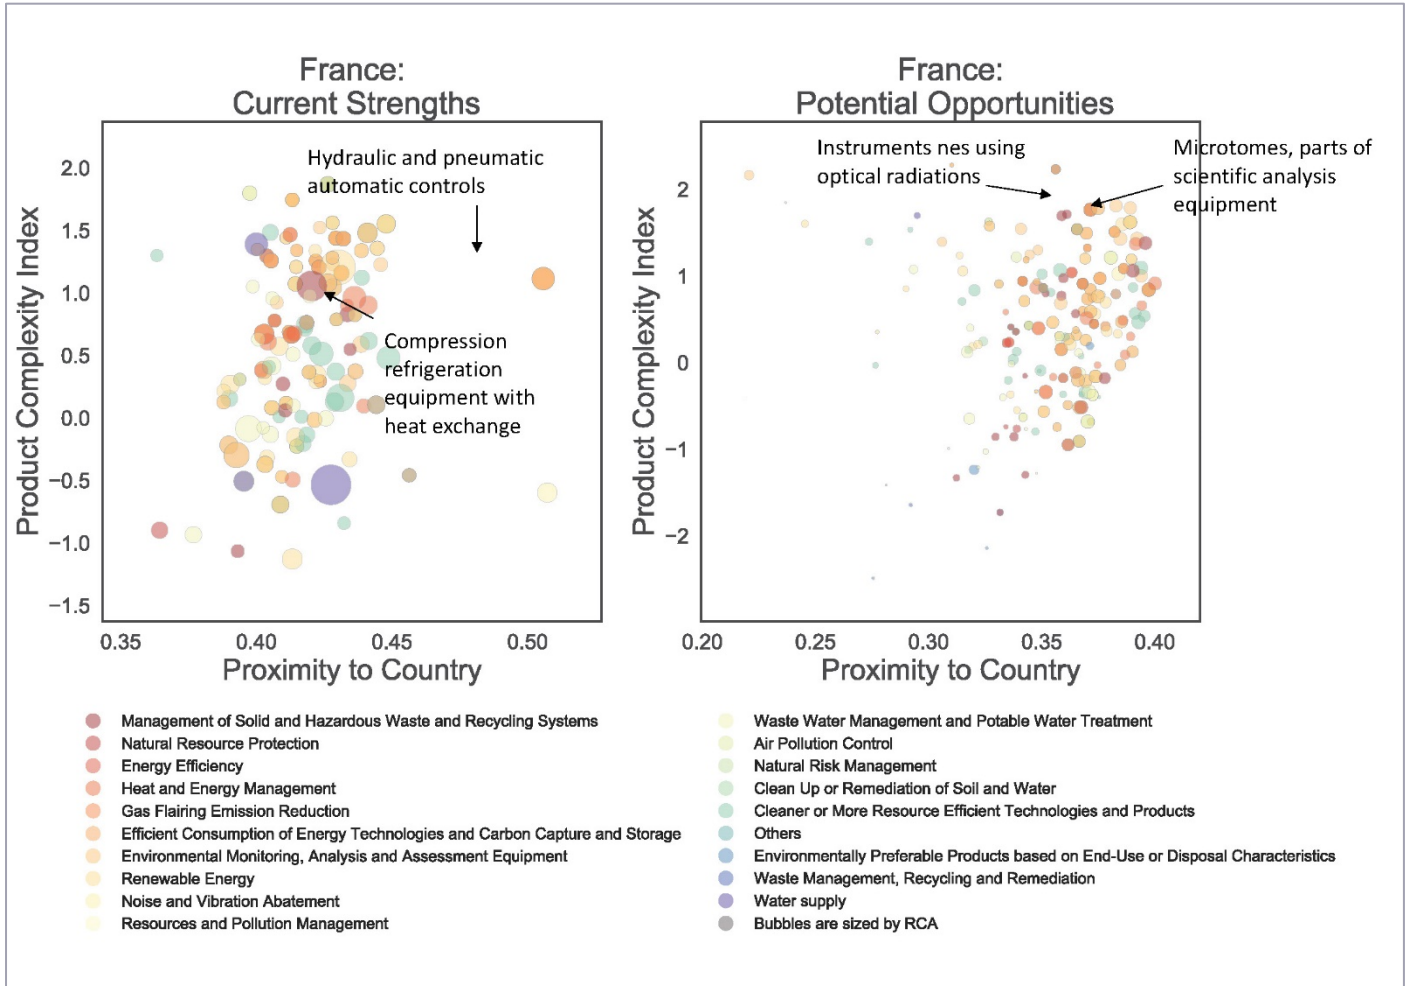 France:
Current Strengths
Hydraulic and pneumatic
automatic controls
Compression
refrigeration
equipment with
heat exchange
Product Complexity Index
2.0
1.5
1.0
0.5
0.0
−0.5
−1.0
−1.5
0.35
0.40
0.45
0.50
Proximity to Country
France:
Potential Opportunities
Instruments nes using
optical radiations
Microtomes, parts of
scientific analysis
equipment
Product Complexity Index
2
1
0
−1
−2
0.20
0.25
0.30
0.35
0.40
Proximity to Country
Management of Solid and Hazardous Waste and Recycling Systems
Natural Resource Protection
Energy Efficiency
Heat and Energy Management
Gas Flairing Emission Reduction
Efficient Consumption of Energy Technologies and Carbon Capture and Storage
Environmental Monitoring, Analysis and Assessment Equipment
Renewable Energy
Noise and Vibration Abatement
Resources and Pollution Management
Waste Water Management and Potable Water Treatment
Air Pollution Control
Natural Risk Management
Clean Up or Remediation of Soil and Water
Cleaner or More Resource Efficient Technologies and Products
Others
Environmentally Preferable Products based on End-Use or Disposal Characteristics
Waste Management, Recycling and Remediation
Water supply
Bubbles are sized by RCA